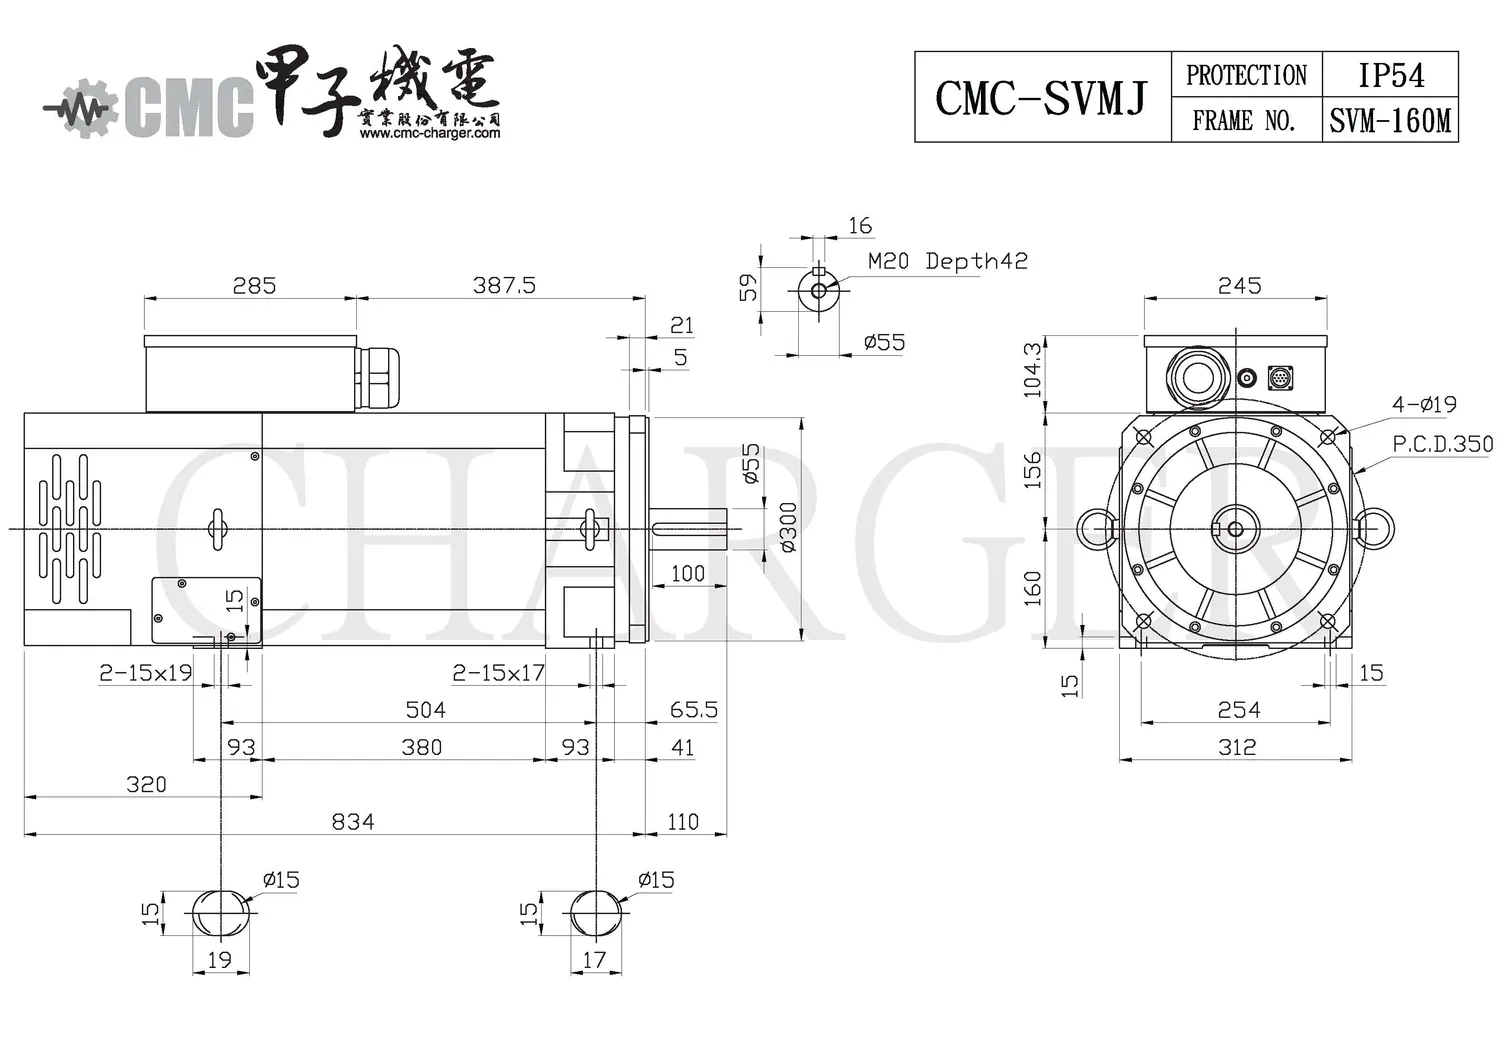 CMC 甲子機電
實業股份有限公司
www.cmc-charger.com
CMC-SVMJ
PROTECTION
IP54
FRAME NO.
SVM-160M
16
M20 Depth42
59
Ø55
285
387.5
21
5
Ø55
Ø300
100
15
2-15x19
2-15x17
504
65.5
93
380
93
41
320
834
110
Ø15
15
19
Ø15
15
17
245
104.3
4-Ø19
P.C.D.350
156
160
15
15
254
312
CHARGER